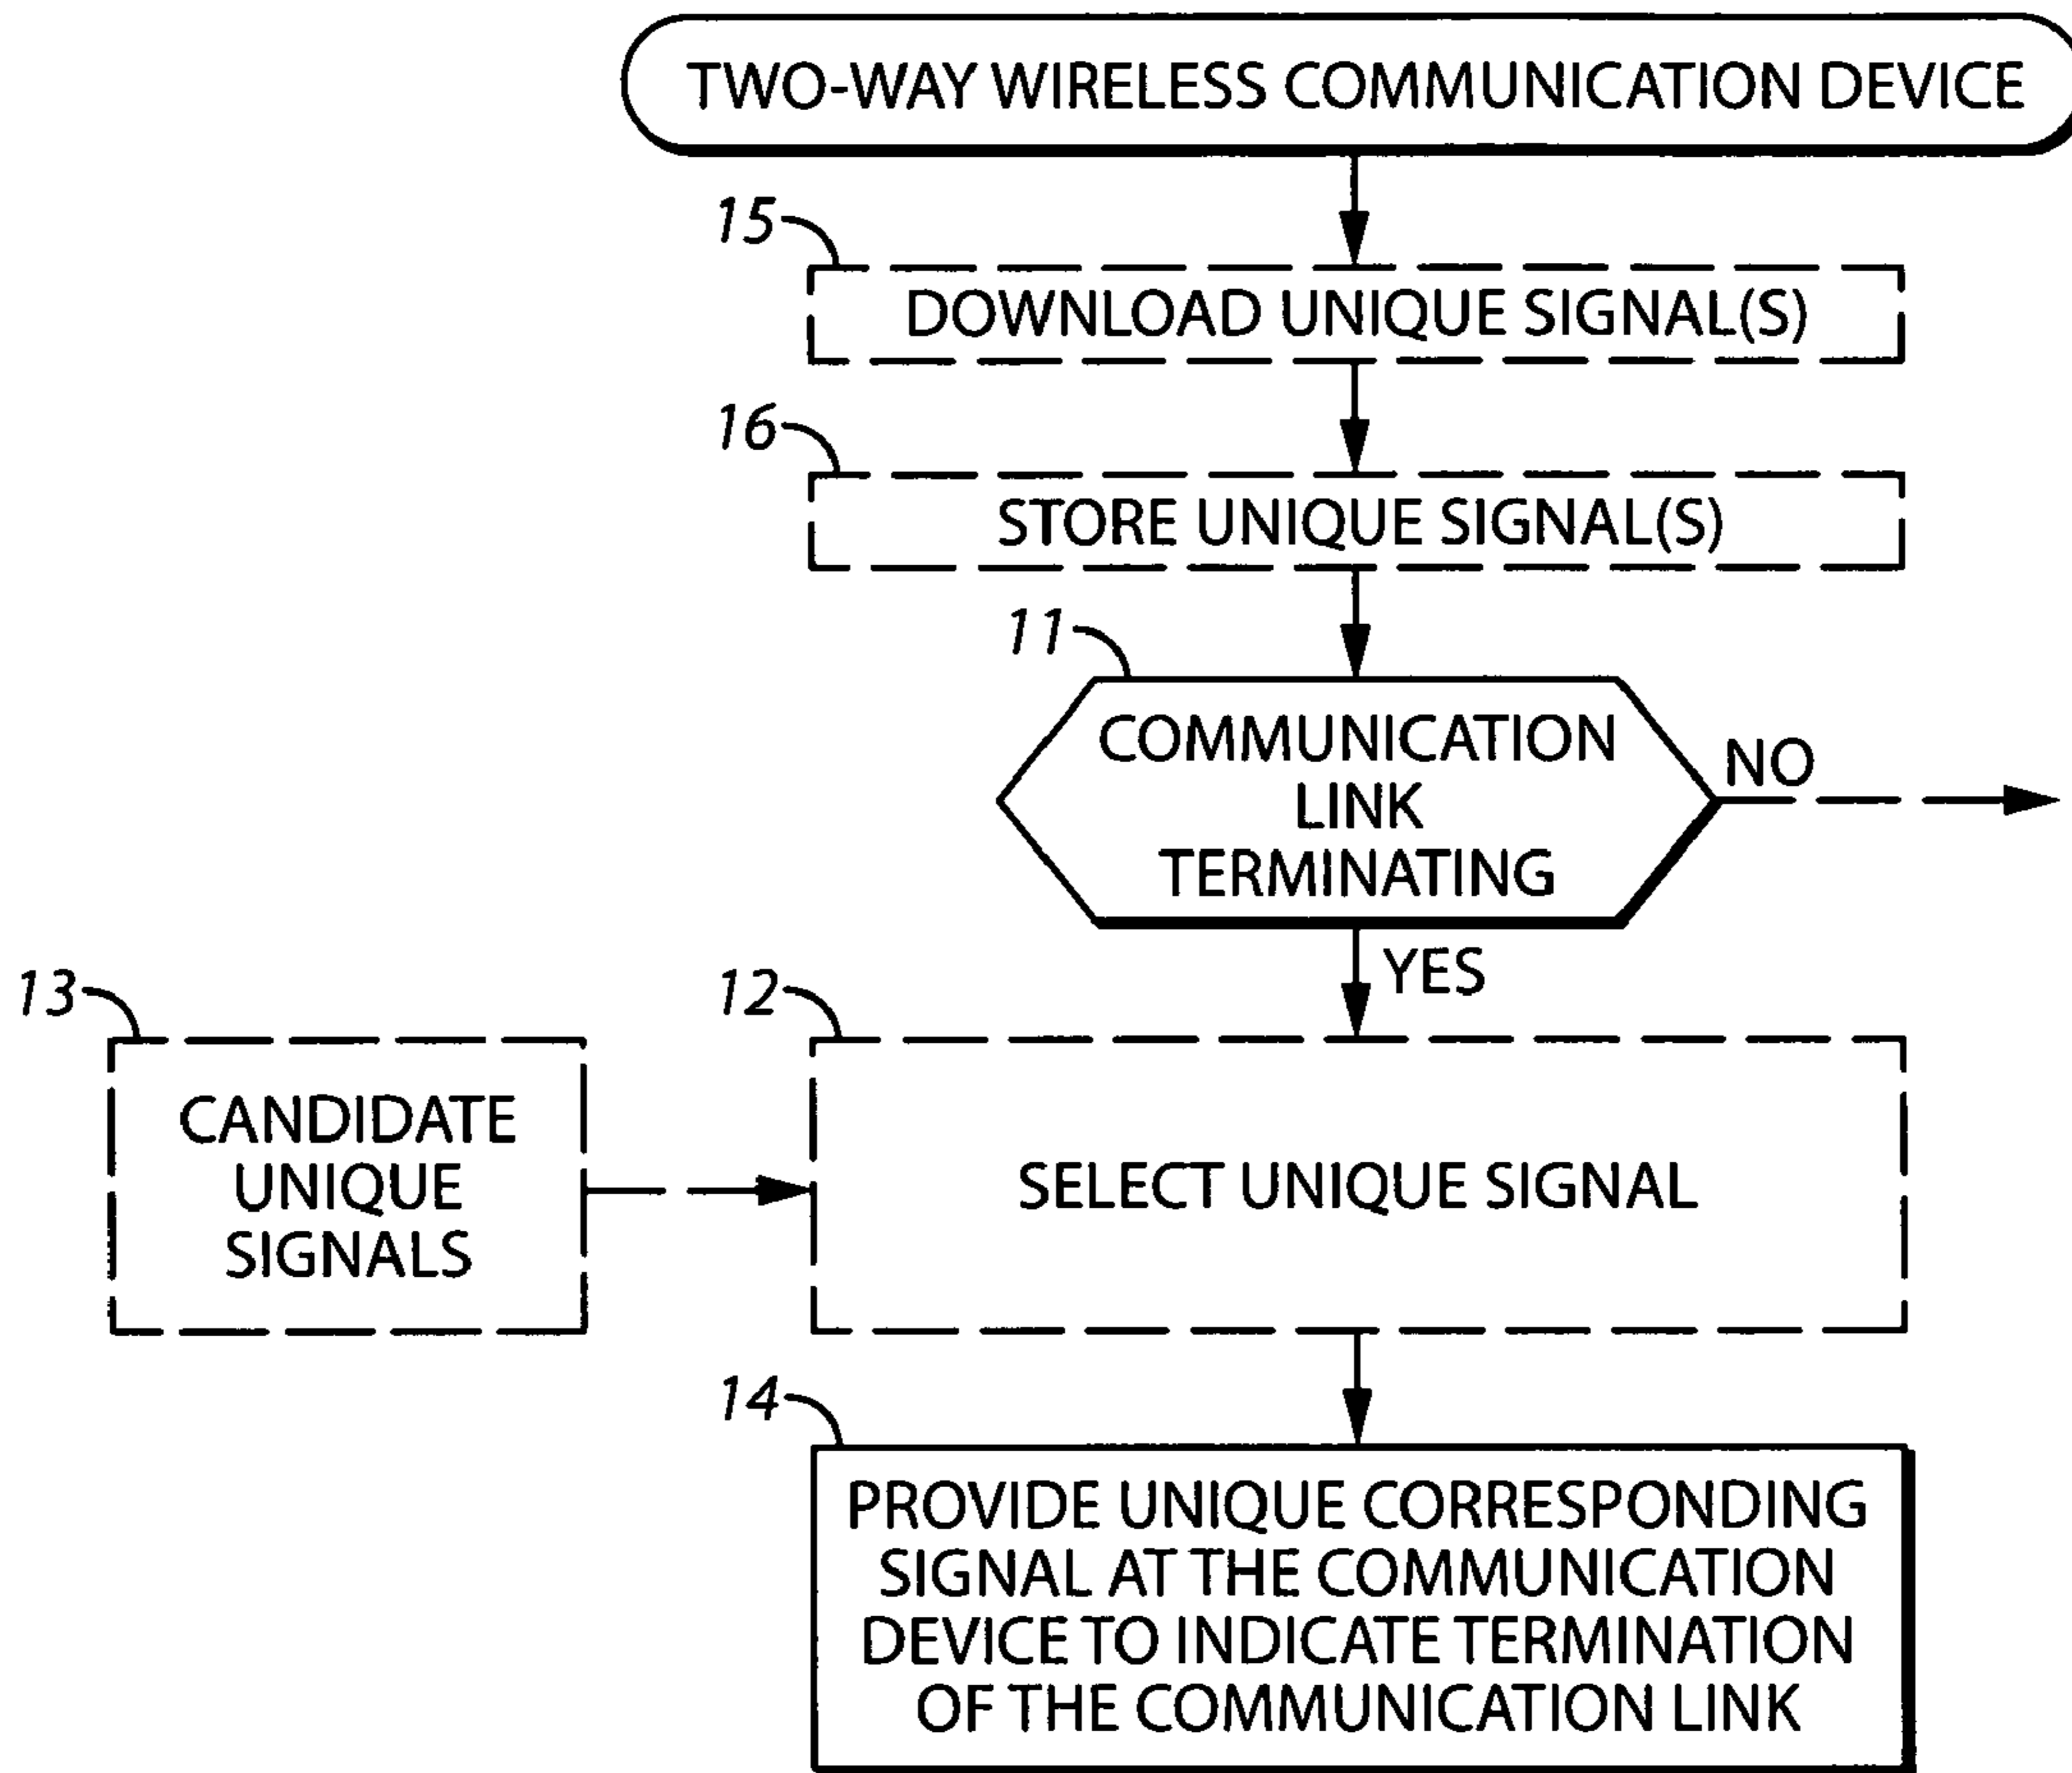 TWO-WAY WIRELESS COMMUNICATION DEVICE
15
DOWNLOAD UNIQUE SIGNAL(S)
16
STORE UNIQUE SIGNAL(S)
11
COMMUNICATION
LINK
TERMINATING
NO
YES
13
CANDIDATE
UNIQUE
SIGNALS
12
SELECT UNIQUE SIGNAL
14
PROVIDE UNIQUE CORRESPONDING
SIGNAL AT THE COMMUNICATION
DEVICE TO INDICATE TERMINATION
OF THE COMMUNICATION LINK